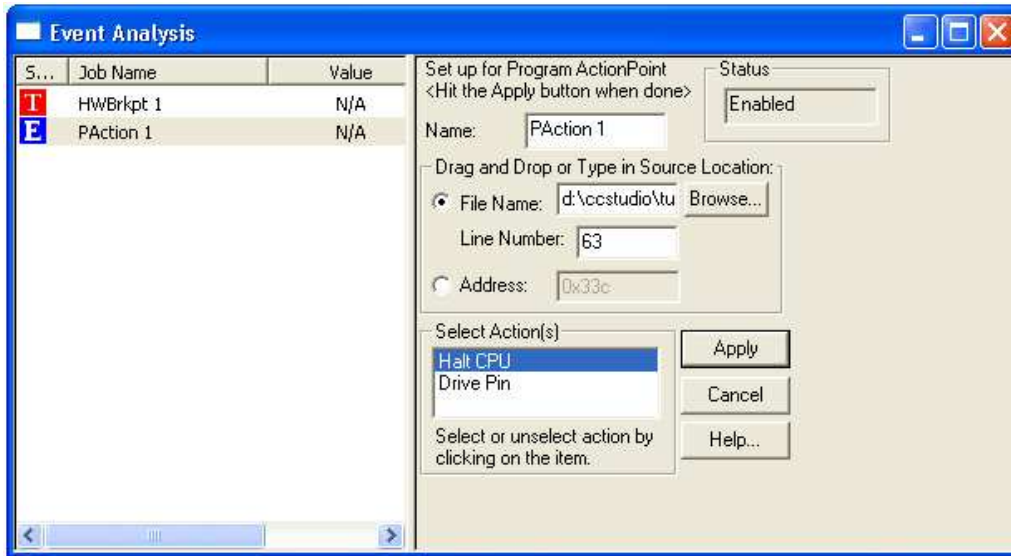 Event Analysis
S... Job Name Value
T HWBrkpt 1 N/A
E PAction 1 N/A
Set up for Program ActionPoint
<Hit the Apply button when done>
Status
Enabled
Name: PAction 1
Drag and Drop or Type in Source Location:
File Name: d:\ccstudio\tu Browse...
Line Number: 63
Address: 0x33c
Select Action(s)
Halt CPU
Drive Pin
Select or unselect action by
clicking on the item.
Apply
Cancel
Help...